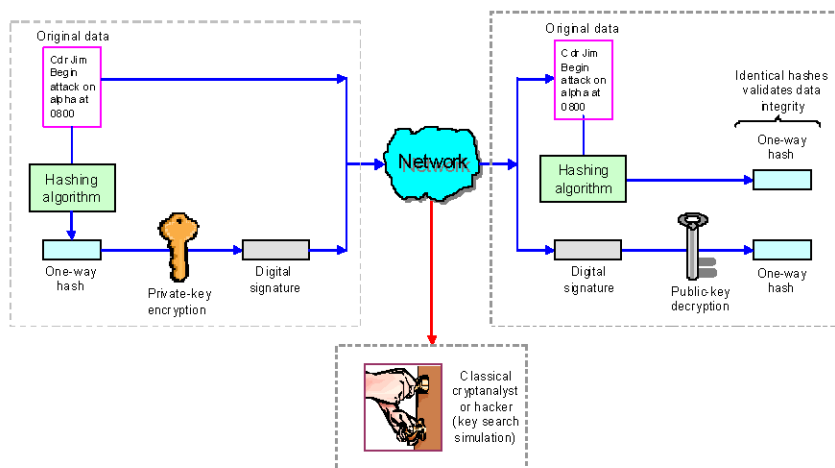 Original data
Cdr Jim
Begin
attack on
alpha at
0800
Hashing
algorithm
One-way
hash
Private-key
encryption
Digital
signature
Network
Original data
Cdr Jim
Begin
attack on
alpha at
0800
Identical hashes
validates data
integrity
Hashing
algorithm
One-way
hash
Digital
signature
Public-key
decryption
One-way
hash
Classical
cryptanalyst
or hacker
(key search
simulation)